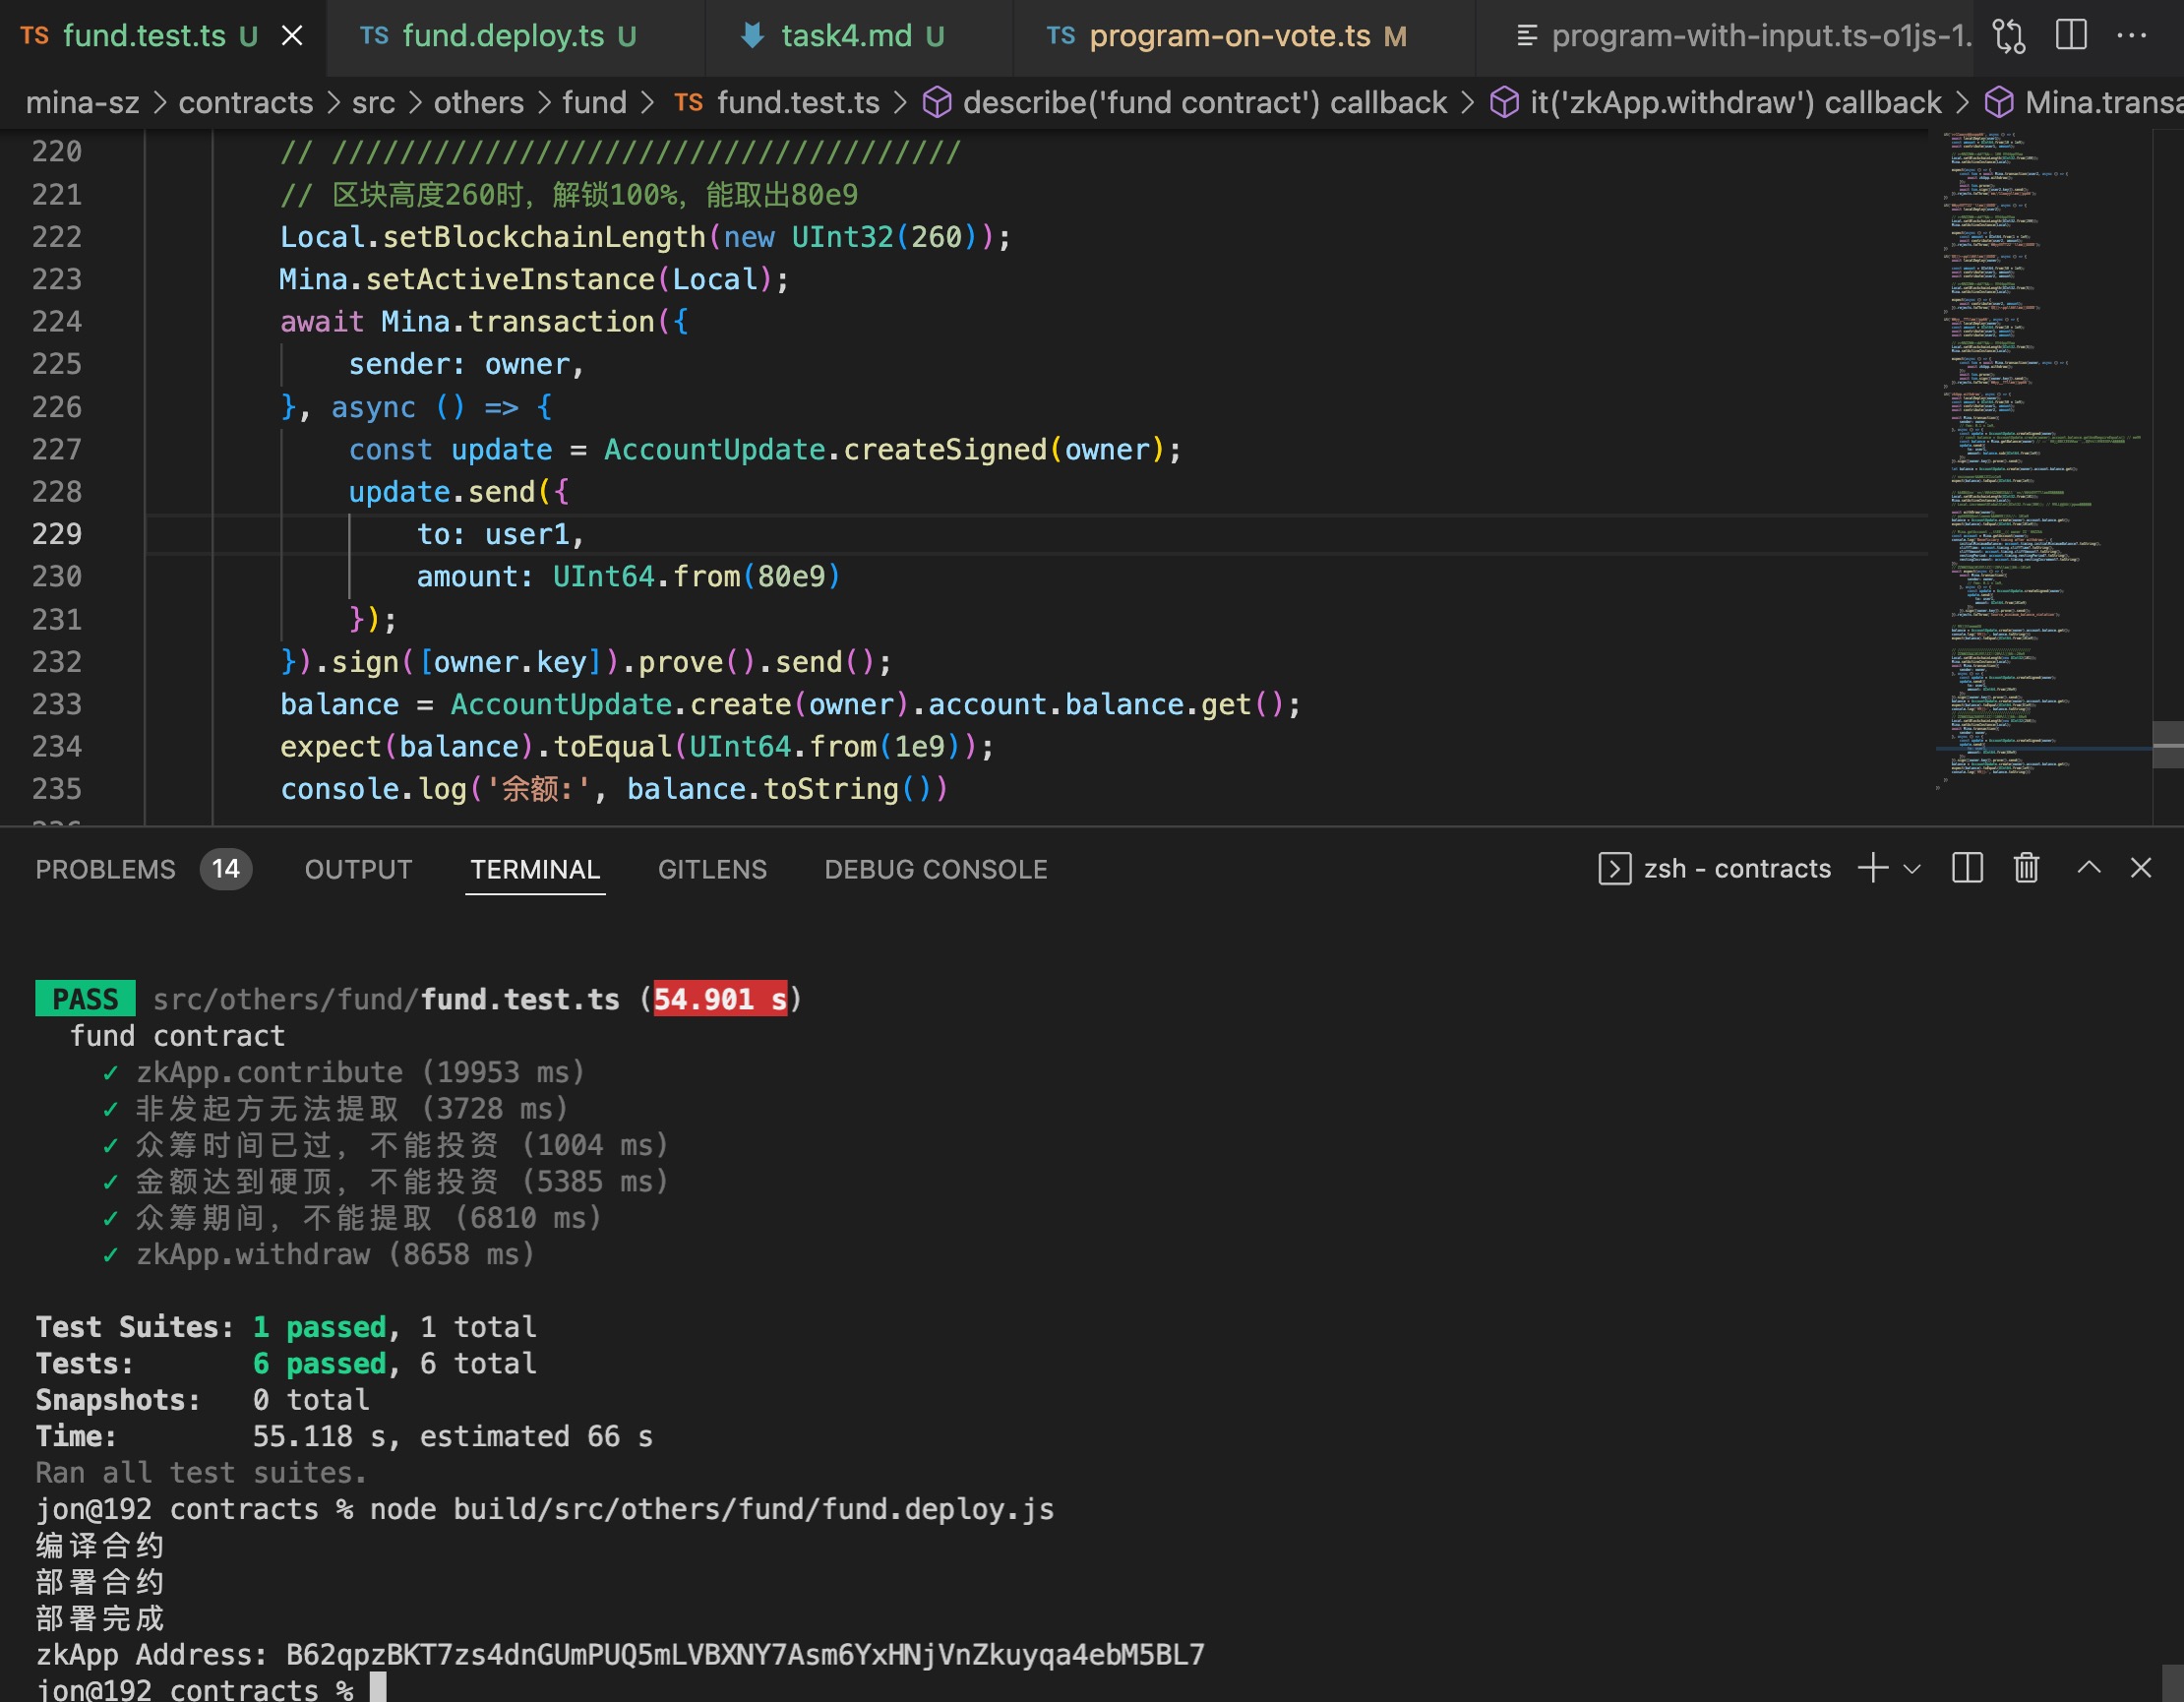 TS fund.test.ts U
TS fund.deploy.ts U
task4.md U
TS program-on-vote.ts M
program-with-input.ts-o1js-1.
mina-sz > contracts > src > others > fund > TS fund.test.ts > describe('fund contract') callback > it('zkApp.withdraw') callback > Mina.transa
220 // /////////////////////////////////////
221 // 区块高度260时，解锁100%，能取出80e9
222 Local.setBlockchainLength(new UInt32(260));
223 Mina.setActiveInstance(Local);
224 await Mina.transaction({
225 sender: owner,
226 }, async () => {
227 const update = AccountUpdate.createSigned(owner);
228 update.send({
229 to: user1,
230 amount: UInt64.from(80e9)
231 });
232 }).sign([owner.key]).prove().send();
233 balance = AccountUpdate.create(owner).account.balance.get();
234 expect(balance).toEqual(UInt64.from(1e9));
235 console.log('余额:', balance.toString())
236
PROBLEMS 14 OUTPUT TERMINAL GITLENS DEBUG CONSOLE
zsh - contracts
PASS src/others/fund/fund.test.ts (54.901 s)
fund contract
✓ zkApp.contribute (19953 ms)
✓ 非发起方无法提取 (3728 ms)
✓ 众筹时间已过，不能投资 (1004 ms)
✓ 金额达到硬顶，不能投资 (5385 ms)
✓ 众筹期间，不能提取 (6810 ms)
✓ zkApp.withdraw (8658 ms)
Test Suites: 1 passed, 1 total
Tests: 6 passed, 6 total
Snapshots: 0 total
Time: 55.118 s, estimated 66 s
Ran all test suites.
jon@192 contracts % node build/src/others/fund/fund.deploy.js
编译合约
部署合约
部署完成
zkApp Address: B62qpzBKT7zs4dnGUmPUQ5mLVBXNY7Asm6YxHNjVnZkuyqa4ebM5BL7
jon@192 contracts %